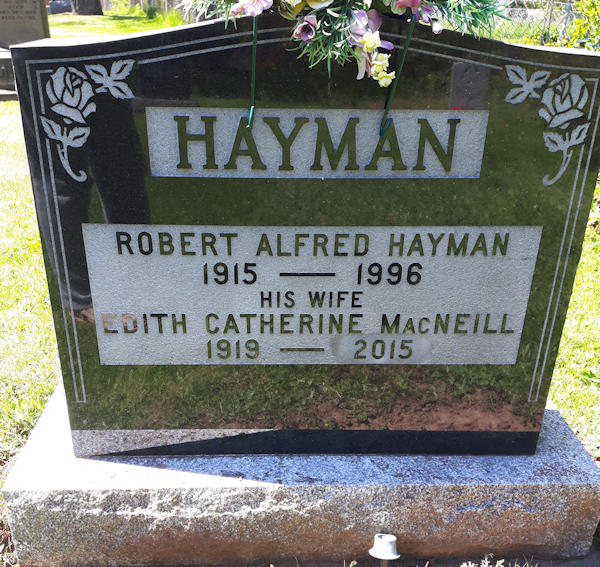 HAYMAN
ROBERT ALFRED HAYMAN
1915 — 1996
HIS WIFE
EDITH CATHERINE MACNEILL
1919 — 2015